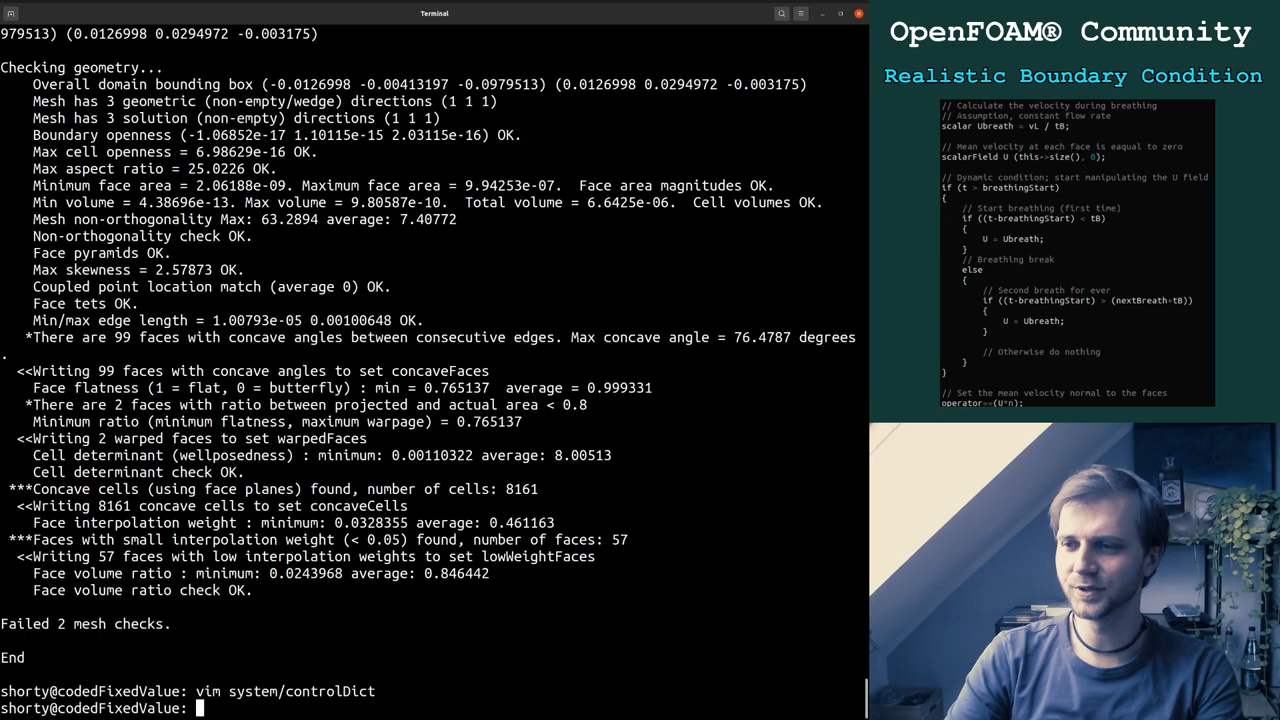 Terminal
979513) (0.0126998 0.0294972 -0.003175)
Checking geometry...
Overall domain bounding box (-0.0126998 -0.00413197 -0.0979513) (0.0126998 0.0294972 -0.003175)
Mesh has 3 geometric (non-empty/wedge) directions (1 1 1)
Mesh has 3 solution (non-empty) directions (1 1 1)
Boundary openness (-1.06852e-17 1.10115e-15 2.03115e-16) OK.
Max cell openness = 6.98629e-16 OK.
Max aspect ratio = 25.0226 OK.
Minimum face area = 2.06188e-09. Maximum face area = 9.94253e-07.  Face area magnitudes OK.
Min volume = 4.38696e-13. Max volume = 9.80587e-10.  Total volume = 6.6425e-06.  Cell volumes OK.
Mesh non-orthogonality Max: 63.2894 average: 7.40772
Non-orthogonality check OK.
Face pyramids OK.
Max skewness = 2.57873 OK.
Coupled point location match (average 0) OK.
Face tets OK.
Min/max edge length = 1.00793e-05 0.00100648 OK.
*There are 99 faces with concave angles between consecutive edges. Max concave angle = 76.4787 degrees
.
<<Writing 99 faces with concave angles to set concaveFaces
Face flatness (1 = flat, 0 = butterfly) : min = 0.765137  average = 0.999331
*There are 2 faces with ratio between projected and actual area < 0.8
Minimum ratio (minimum flatness, maximum warpage) = 0.765137
<<Writing 2 warped faces to set warpedFaces
Cell determinant (wellposedness) : minimum: 0.00110322 average: 8.00513
Cell determinant check OK.
***Concave cells (using face planes) found, number of cells: 8161
<<Writing 8161 concave cells to set concaveCells
Face interpolation weight : minimum: 0.0328355 average: 0.461163
***Faces with small interpolation weight (< 0.05) found, number of faces: 57
<<Writing 57 faces with low interpolation weights to set lowWeightFaces
Face volume ratio : minimum: 0.0243968 average: 0.846442
Face volume ratio check OK.
Failed 2 mesh checks.
End
shorty@codedFixedValue: vim system/controlDict
shorty@codedFixedValue:
OpenFOAM® Community
Realistic Boundary Condition
// Calculate the velocity during breathing
// Assumption, constant flow rate
scalar Ubreath = vL / tB;
// Mean velocity at each face is eaqual to zero
scalarField U (this->size(), 0);
// Dynamic condition; start manipulating the U field
if (t > breathingStart)
{
// Start breathing (first time)
if ((t-breathingStart) < tB)
{
U = Ubreath;
}
// Breathing break
else
{
// Second breath for ever
if ((t-breathingStart) > (nextBreath+tB))
{
U = Ubreath;
}
// Otherwise do nothing
}
}
// Set the mean velocity normal to the faces
operator==(U*n);